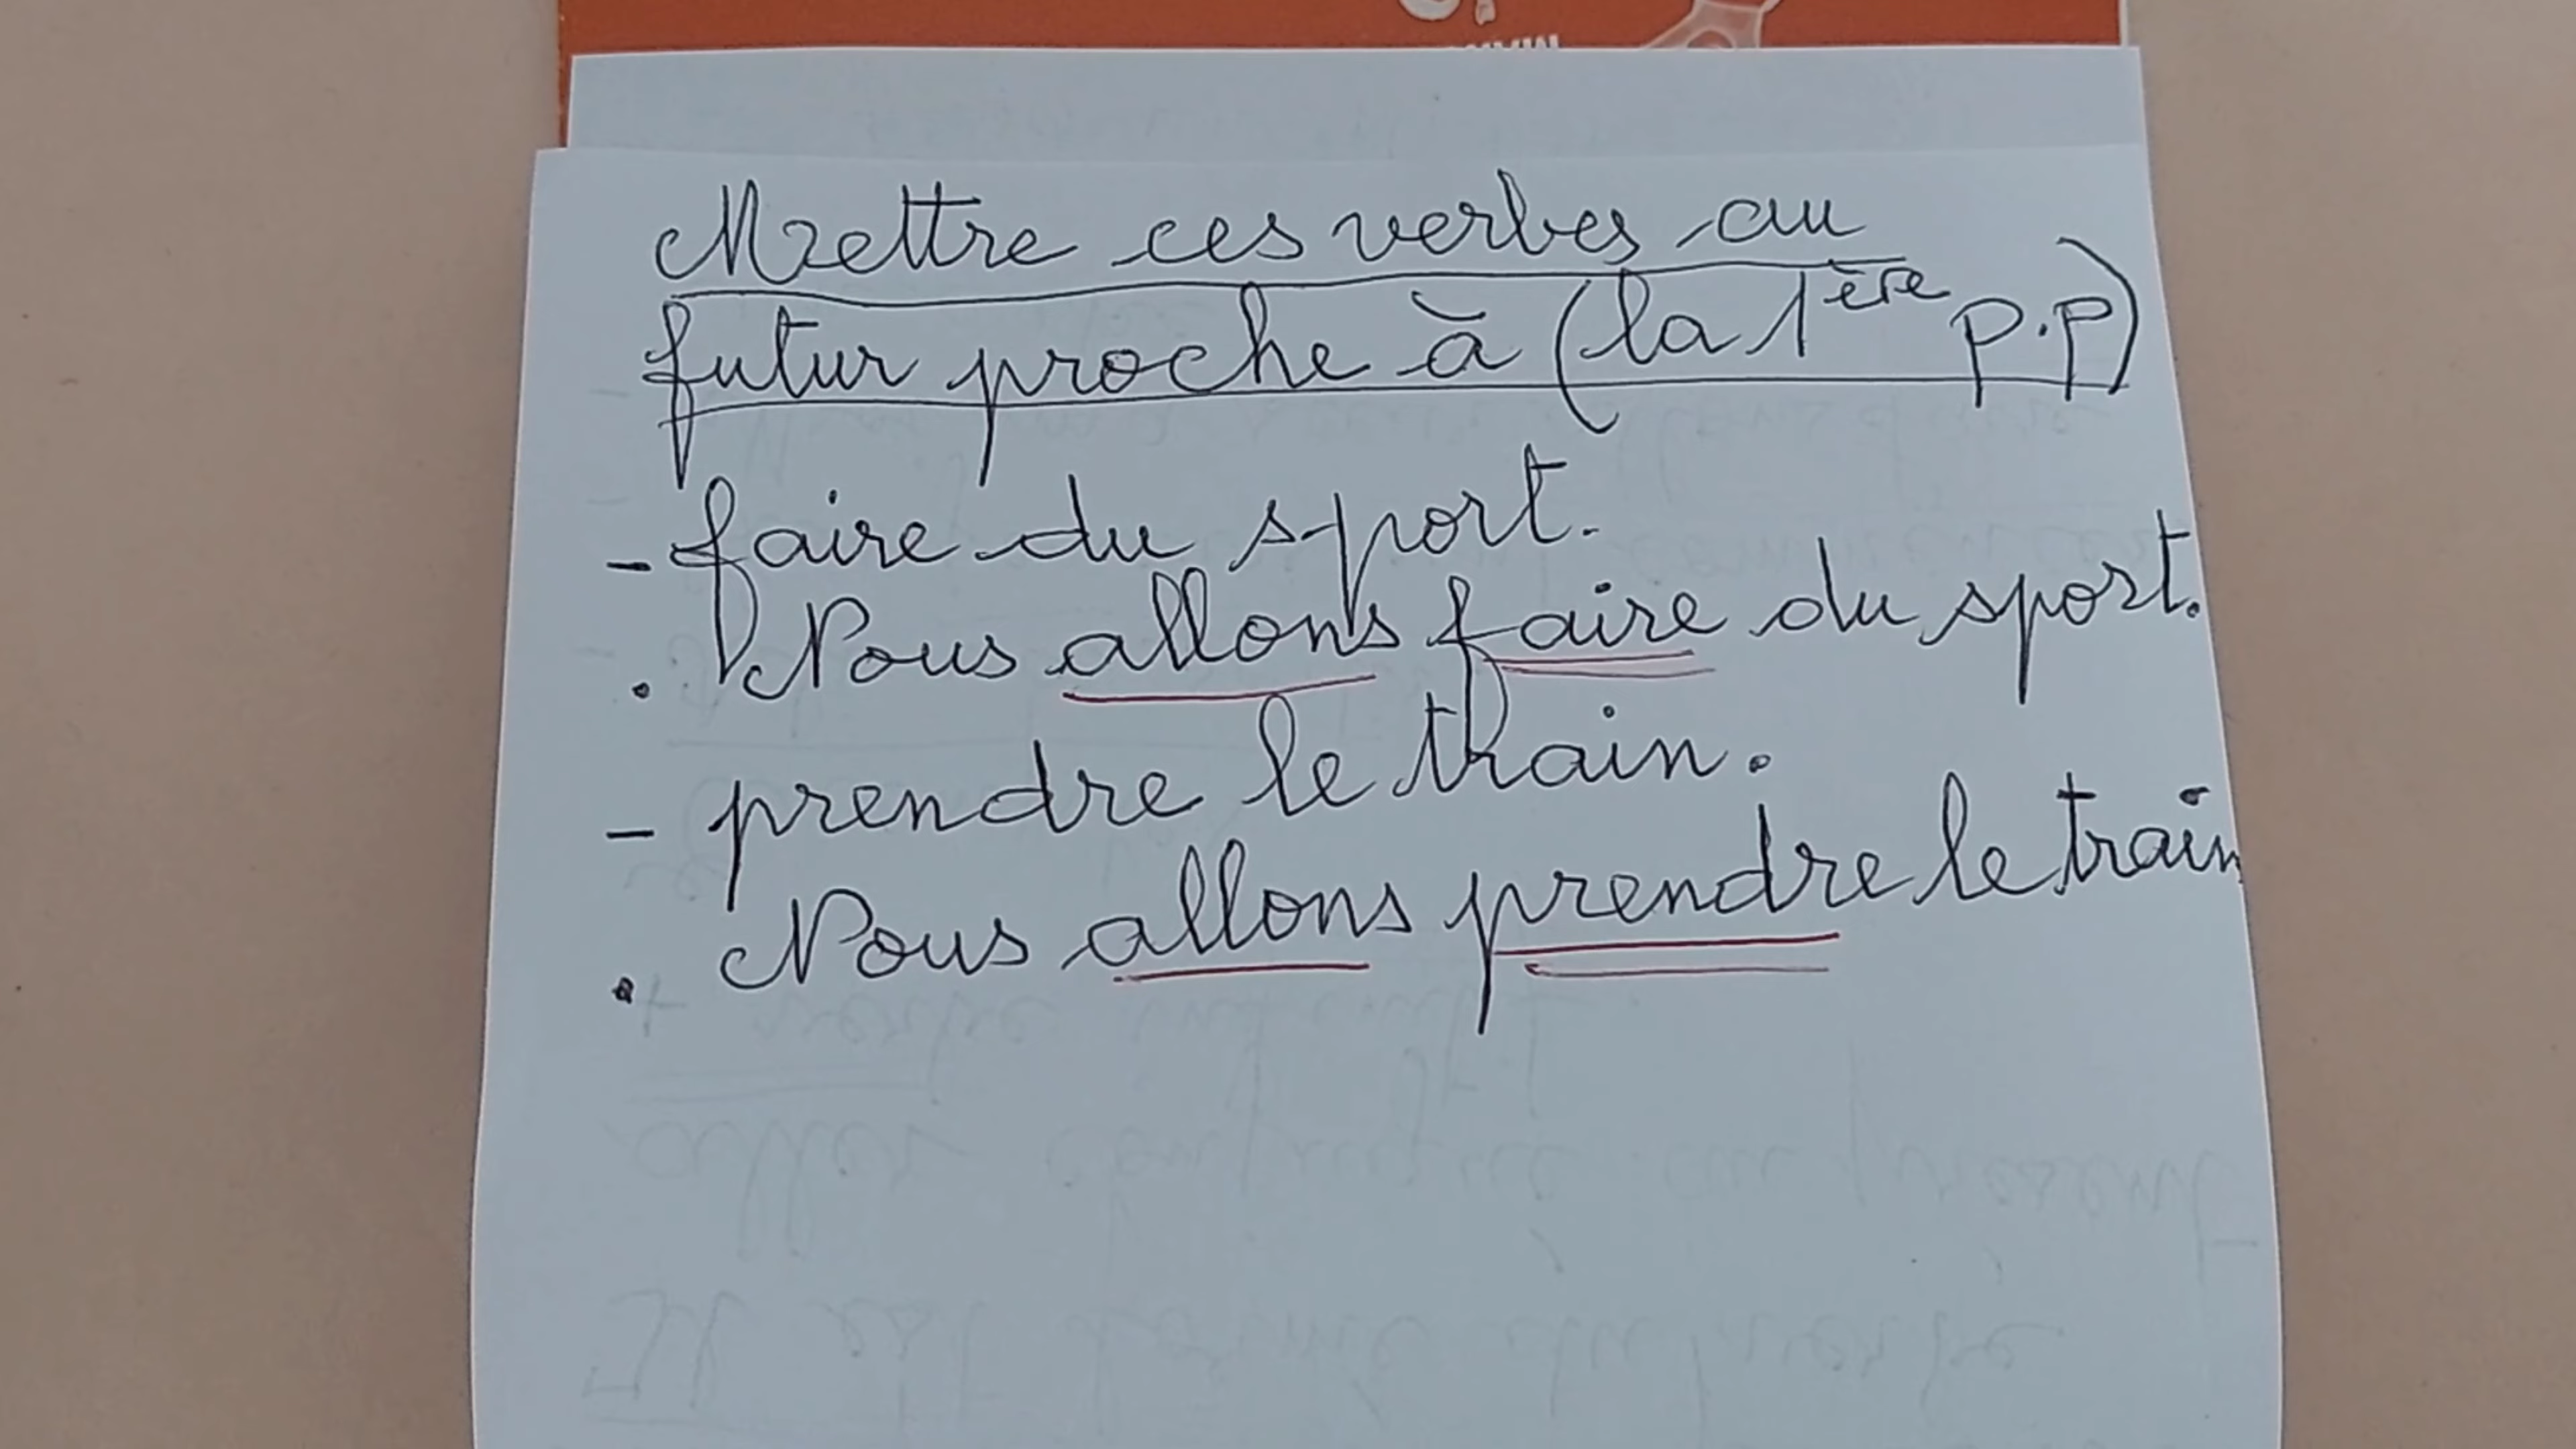 Mettre ces verbes au
futur proche à (la 1ère p.p)
- faire du sport.
. Nous allons faire du sport.
- prendre le train.
. Nous allons prendre le train